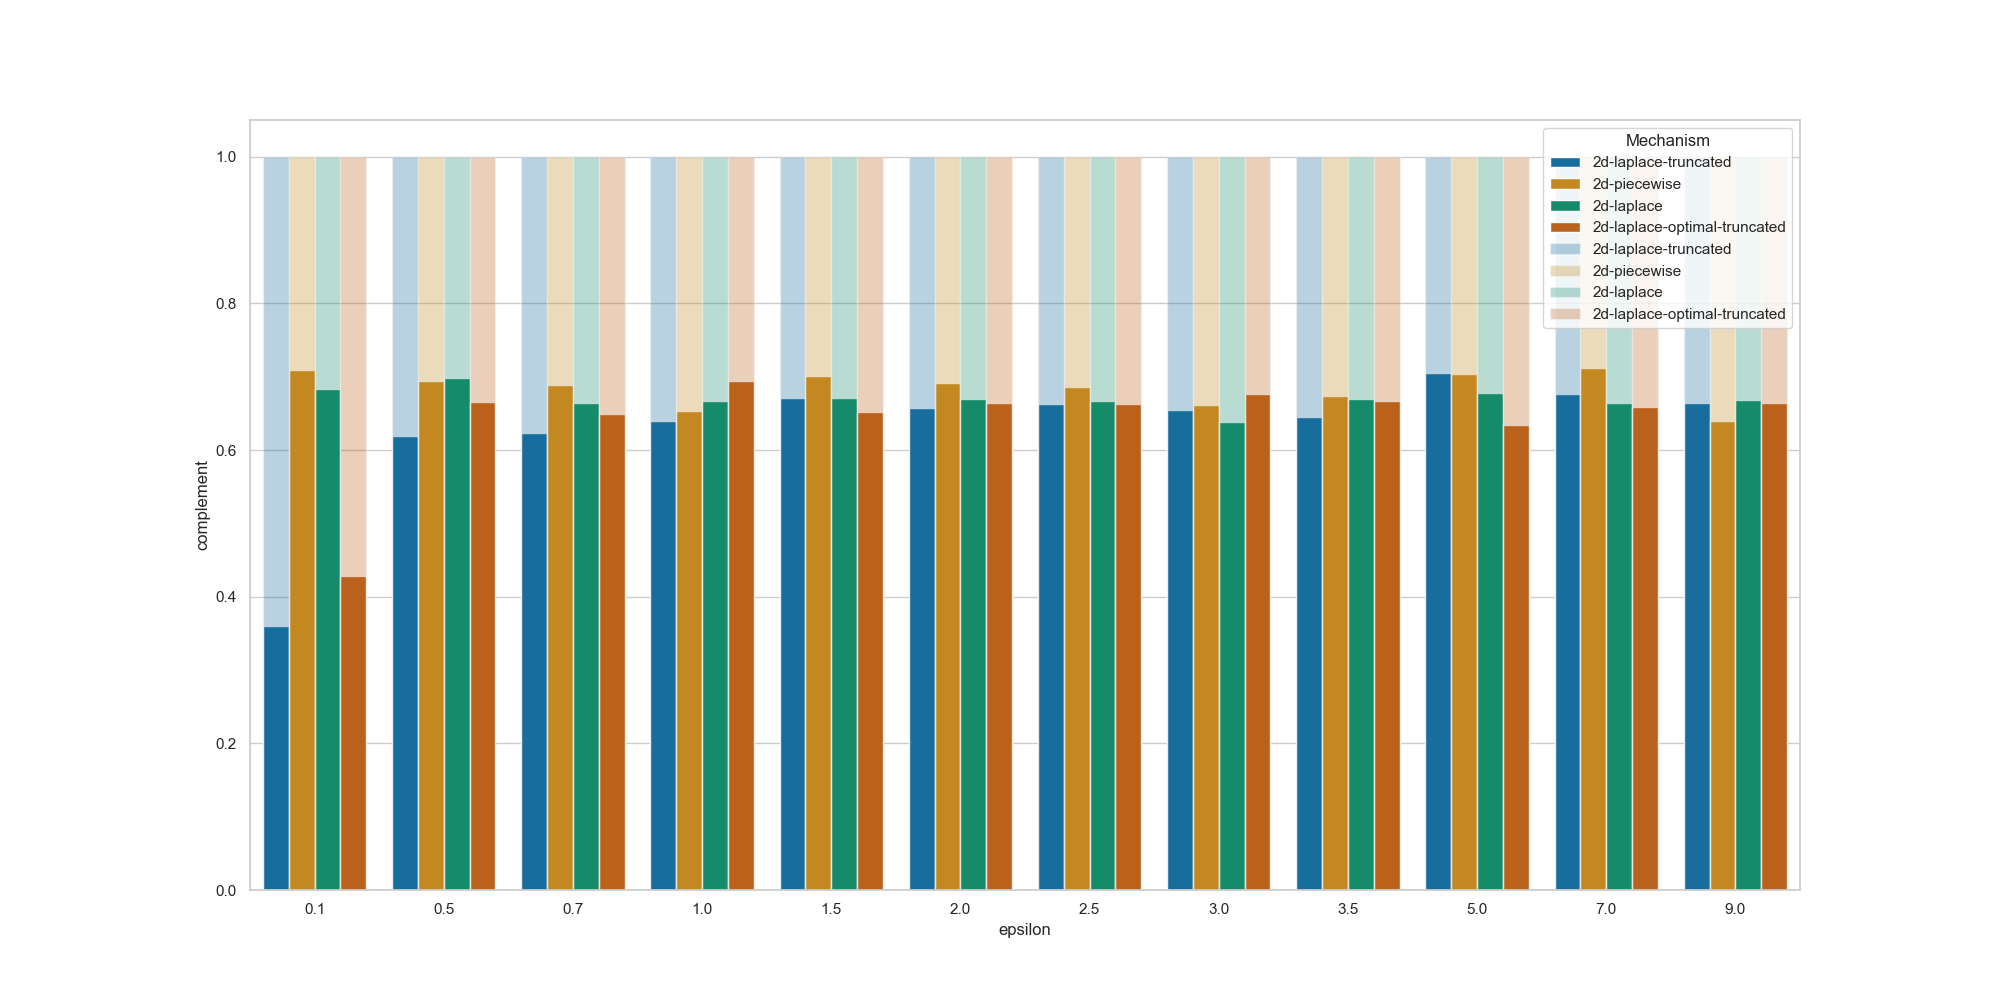 Mechanism
2d-laplace-truncated
2d-piecewise
2d-laplace
2d-laplace-optimal-truncated
2d-laplace-truncated
2d-piecewise
2d-laplace
2d-laplace-optimal-truncated
1.0
0.8
0.6
0.4
0.2
0.0
complement
0.1 0.5 0.7 1.0 1.5 2.0 2.5 3.0 3.5 5.0 7.0 9.0
epsilon